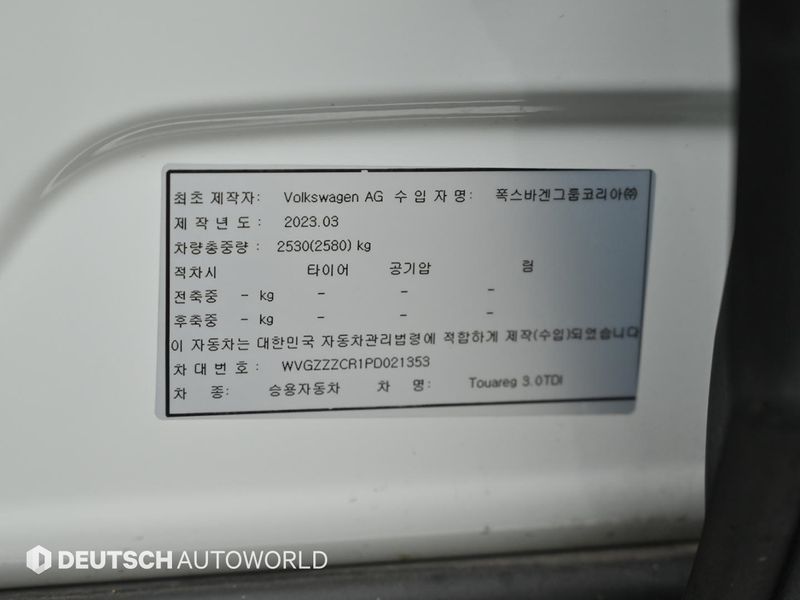 최초 제작자: Volkswagen AG 수 입 자 명: 폭스바겐그룹코리아㈜
제 작 년 도 : 2023.03
차량총중량 : 2530(2580) kg
적차시 타이어 공기압 림
전축중 - kg - - -
후축중 - kg - - -
이 자동차는 대한민국 자동차관리법령에 적합하게 제작(수입)되었습니다
차 대 번 호 : WVGZZZCR1PD021353
차 종: 승용자동차 차 명: Touareg 3.0TDI
DEUTSCH AUTOWORLD